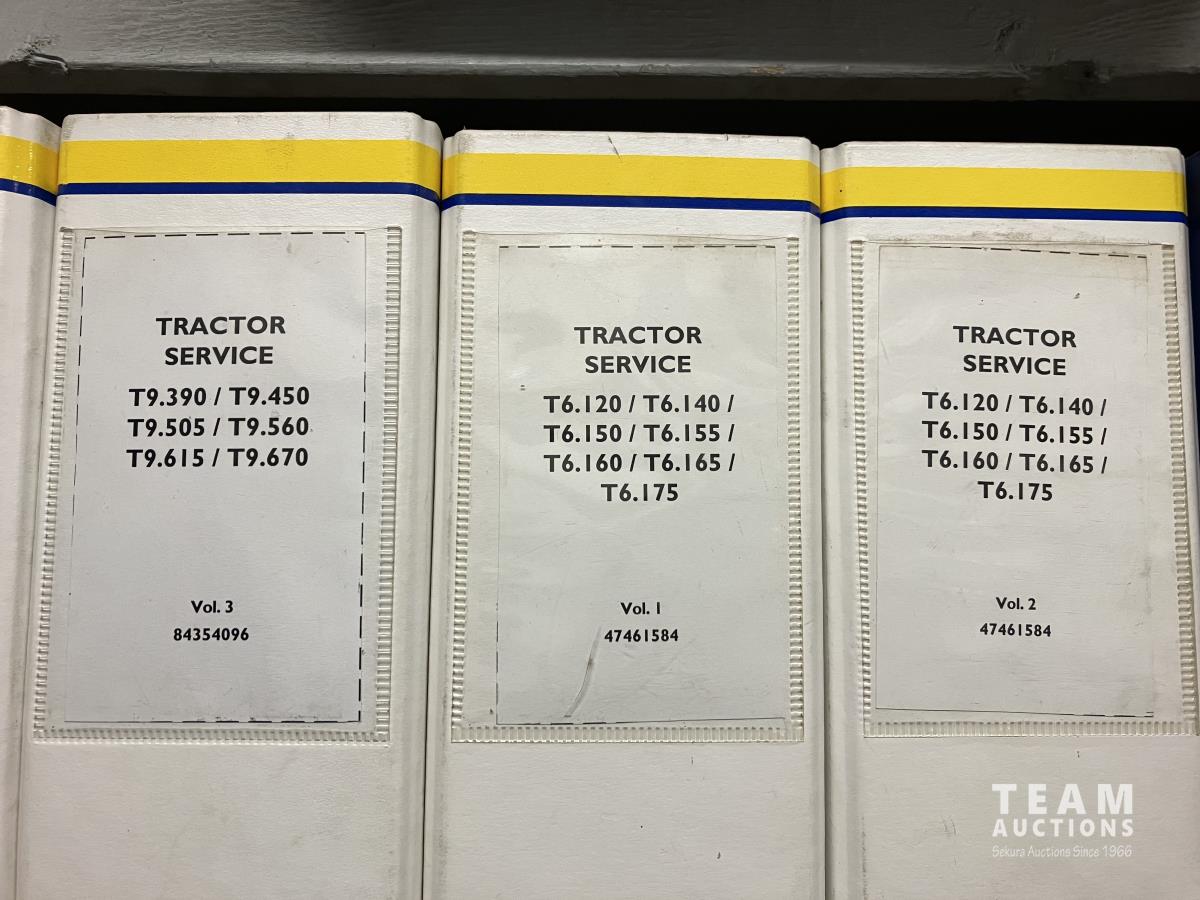 TRACTOR
SERVICE
T9.390 / T9.450
T9.505 / T9.560
T9.615 / T9.670
Vol. 3
84354096
TRACTOR
SERVICE
T6.120 / T6.140 /
T6.150 / T6.155 /
T6.160 / T6.165 /
T6.175
Vol. 1
47461584
TRACTOR
SERVICE
T6.120 / T6.140 /
T6.150 / T6.155 /
T6.160 / T6.165 /
T6.175
Vol. 2
47461584
TEAM
AUCTIONS
Sekura Auctions Since 1966